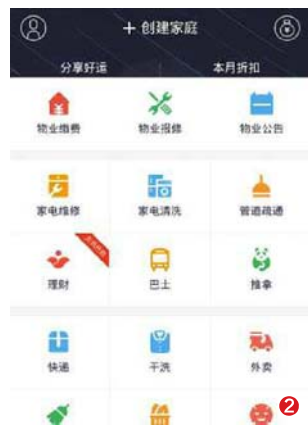 + 创建家庭
分享好运 本月折扣
物业缴费 物业报修 物业公告
家电维修 家电清洗 管道疏通
理财 巴士 推拿
快递 干洗 外卖
2